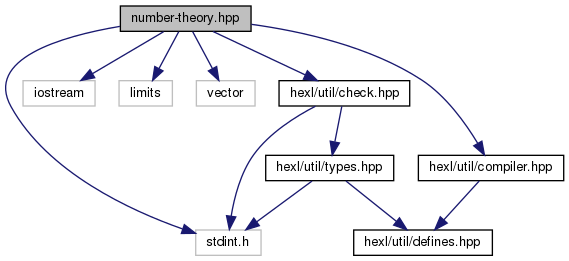 number-theory.hpp
iostream
limits
vector
hexl/util/check.hpp
hexl/util/types.hpp
hexl/util/compiler.hpp
stdint.h
hexl/util/defines.hpp